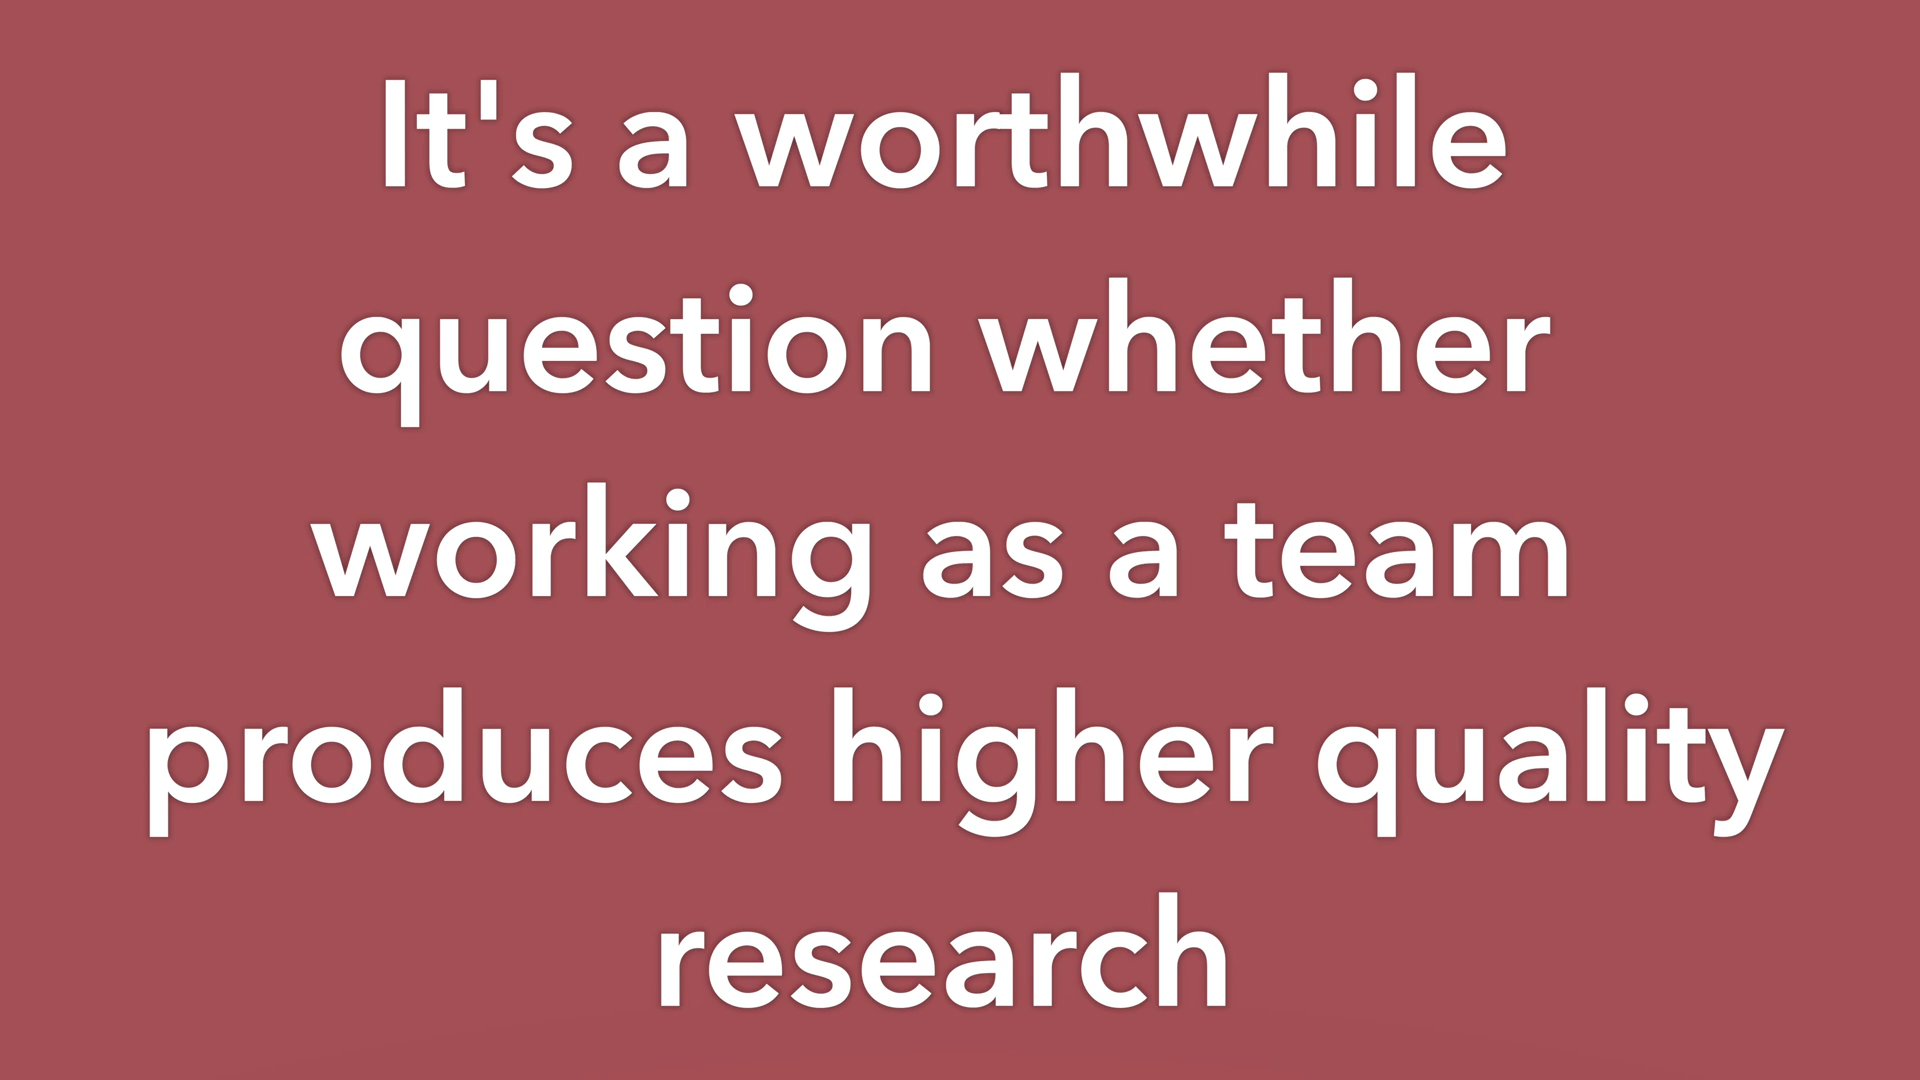 It's a worthwhile
question whether
working as a team
produces higher quality
research